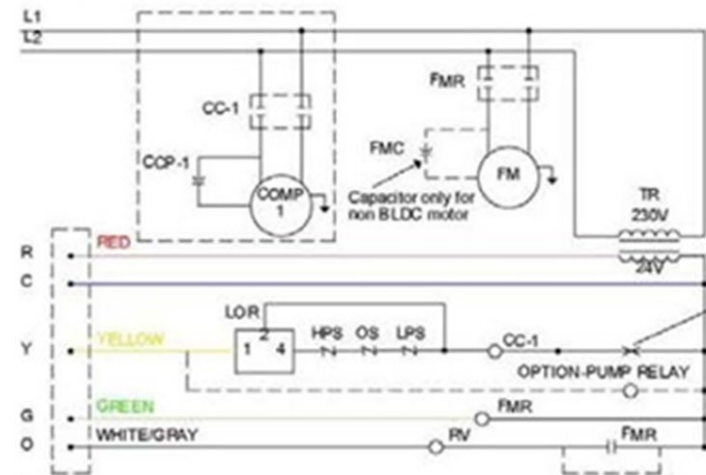 L1
L2
FMR
CC-1
CCP-1
FMC
COMP
1
FM
Capacitor only for
non BLDC motor
TR
230V
RED
R
24V
C
LOR
2
HPS OS LPS
CC-1
Y YELLOW
1 4
OPTION-PUMP RELAY
G GREEN
FMR
O WHITE/GRAY
RV
FMR